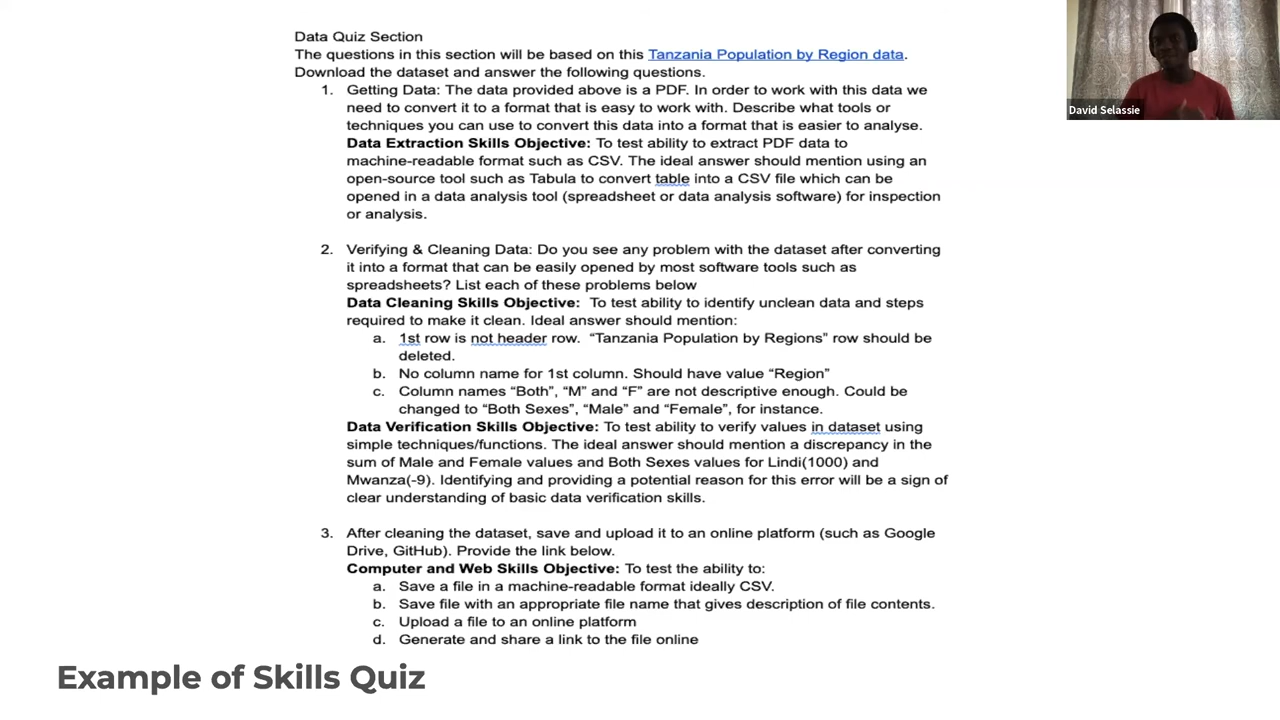 Data Quiz Section
The questions in this section will be based on this Tanzania Population by Region data.
Download the dataset and answer the following questions.
1. Getting Data: The data provided above is a PDF. In order to work with this data we
need to convert it to a format that is easy to work with. Describe what tools or
techniques you can use to convert this data into a format that is easier to analyse.
Data Extraction Skills Objective: To test ability to extract PDF data to
machine-readable format such as CSV. The ideal answer should mention using an
open-source tool such as Tabula to convert table into a CSV file which can be
opened in a data analysis tool (spreadsheet or data analysis software) for inspection
or analysis.
2. Verifying & Cleaning Data: Do you see any problem with the dataset after converting
it into a format that can be easily opened by most software tools such as
spreadsheets? List each of these problems below
Data Cleaning Skills Objective: To test ability to identify unclean data and steps
required to make it clean. Ideal answer should mention:
a. 1st row is not header row. “Tanzania Population by Regions” row should be
deleted.
b. No column name for 1st column. Should have value “Region”
c. Column names “Both”, “M” and “F” are not descriptive enough. Could be
changed to “Both Sexes”, “Male” and “Female”, for instance.
Data Verification Skills Objective: To test ability to verify values in dataset using
simple techniques/functions. The ideal answer should mention a discrepancy in the
sum of Male and Female values and Both Sexes values for Lindi(1000) and
Mwanza(-9). Identifying and providing a potential reason for this error will be a sign of
clear understanding of basic data verification skills.
3. After cleaning the dataset, save and upload it to an online platform (such as Google
Drive, GitHub). Provide the link below.
Computer and Web Skills Objective: To test the ability to:
a. Save a file in a machine-readable format ideally CSV.
b. Save file with an appropriate file name that gives description of file contents.
c. Upload a file to an online platform
d. Generate and share a link to the file online
Example of Skills Quiz
David Selassie